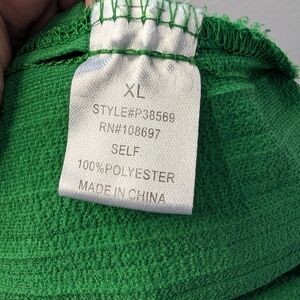 XL
STYLE#P38569
RN#108697
SELF
100%POLYESTER
MADE IN CHINA